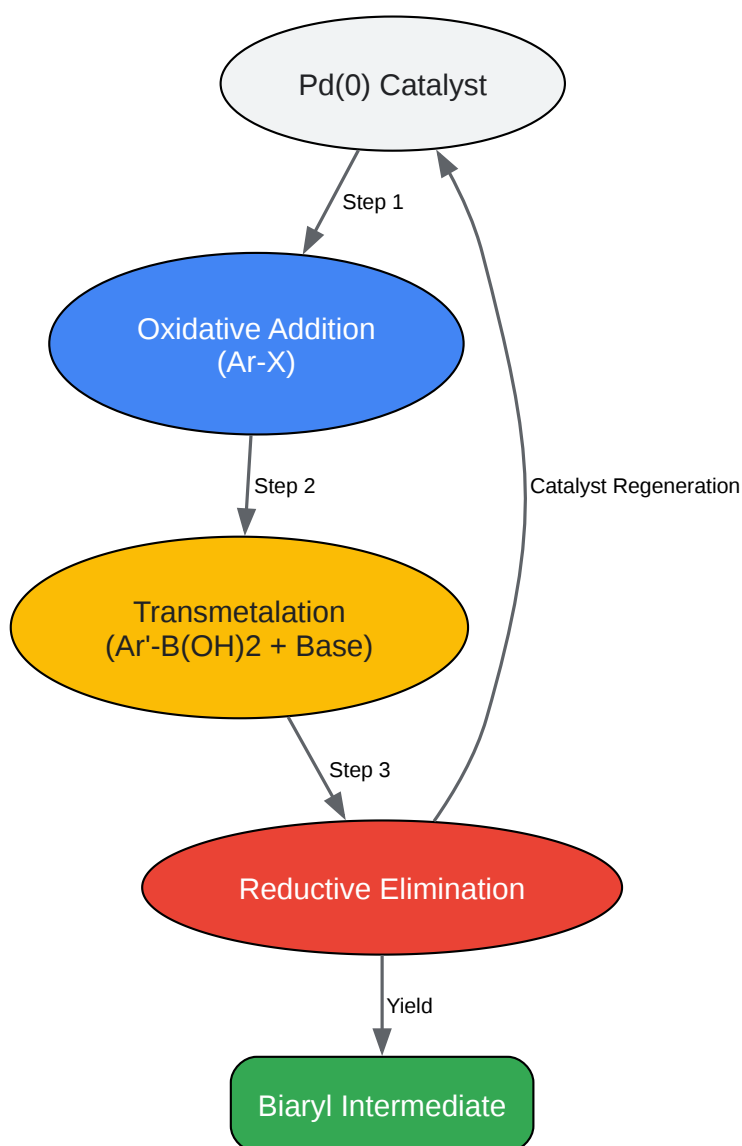 Pd(0) Catalyst
Step 1
Oxidative Addition
(Ar-X)
Step 2
Catalyst Regeneration
Transmetalation
(Ar'-B(OH)2 + Base)
Step 3
Reductive Elimination
Yield
Biaryl Intermediate